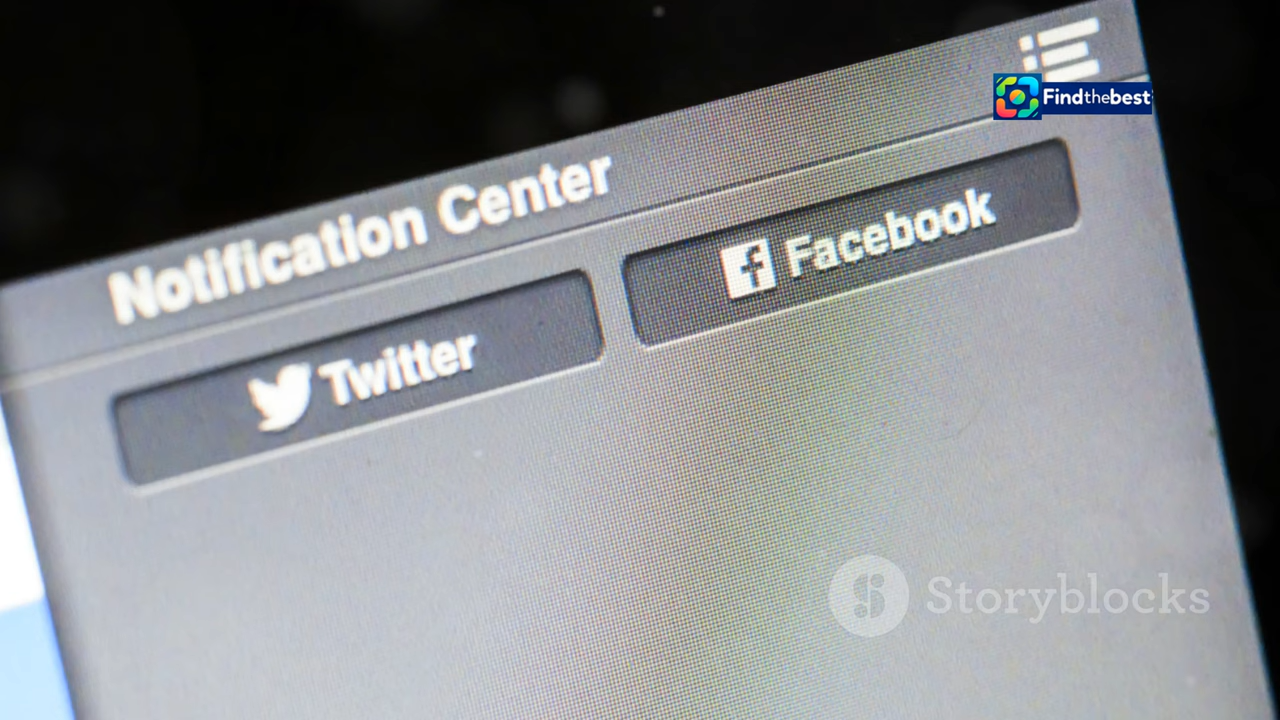 Findthebest
Notification Center
Facebook
Twitter
Storyblocks